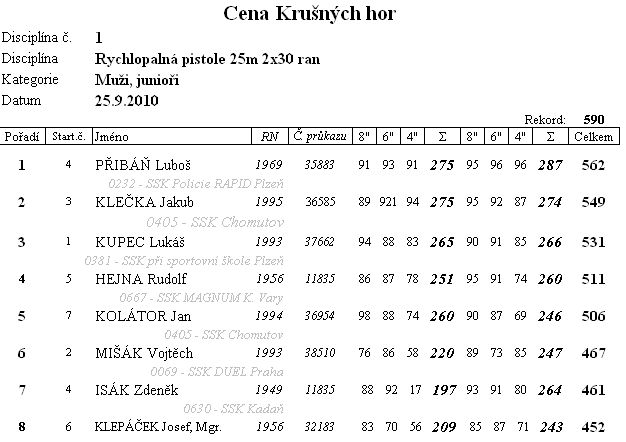 Cena Krušných hor
Disciplína č. 1
Disciplína Rychlopalná pistole 25m 2x30 ran
Kategorie Muži, junioři
Datum 25.9.2010
Rekord: 590
Pořadí Start.č. Jméno RN Č průkazu 8" 6" 4" Σ 8" 6" 4" Σ Celkem
1 4 PŘIBÁŇ Luboš 1969 35883 91 93 91 275 95 96 96 287 562
0232 - SSK Policie RAPID Plzeň
2 3 KLEČKA Jakub 1995 36585 89 921 94 275 95 92 87 274 549
0405 - SSK Chomutov
3 1 KUPEC Lukáš 1993 37662 94 88 83 265 90 91 85 266 531
0381 - SSK při sportovní škole Plzeň
4 5 HEJNA Rudolf 1956 11835 86 87 78 251 95 91 74 260 511
0667 - SSK MAGNUM K. Vary
5 7 KOLÁTOR Jan 1994 36954 98 88 74 260 90 87 69 246 506
0405 - SSK Chomutov
6 2 MIŠÁK Vojtěch 1993 38510 76 86 58 220 89 73 85 247 467
0069 - SSK DUEL Praha
7 4 ISÁK Zdeněk 1949 11835 88 92 17 197 93 91 80 264 461
0630 - SSK Kadaň
8 6 KLEPÁČEK Josef, Mgr. 1956 32183 83 70 56 209 85 87 71 243 452